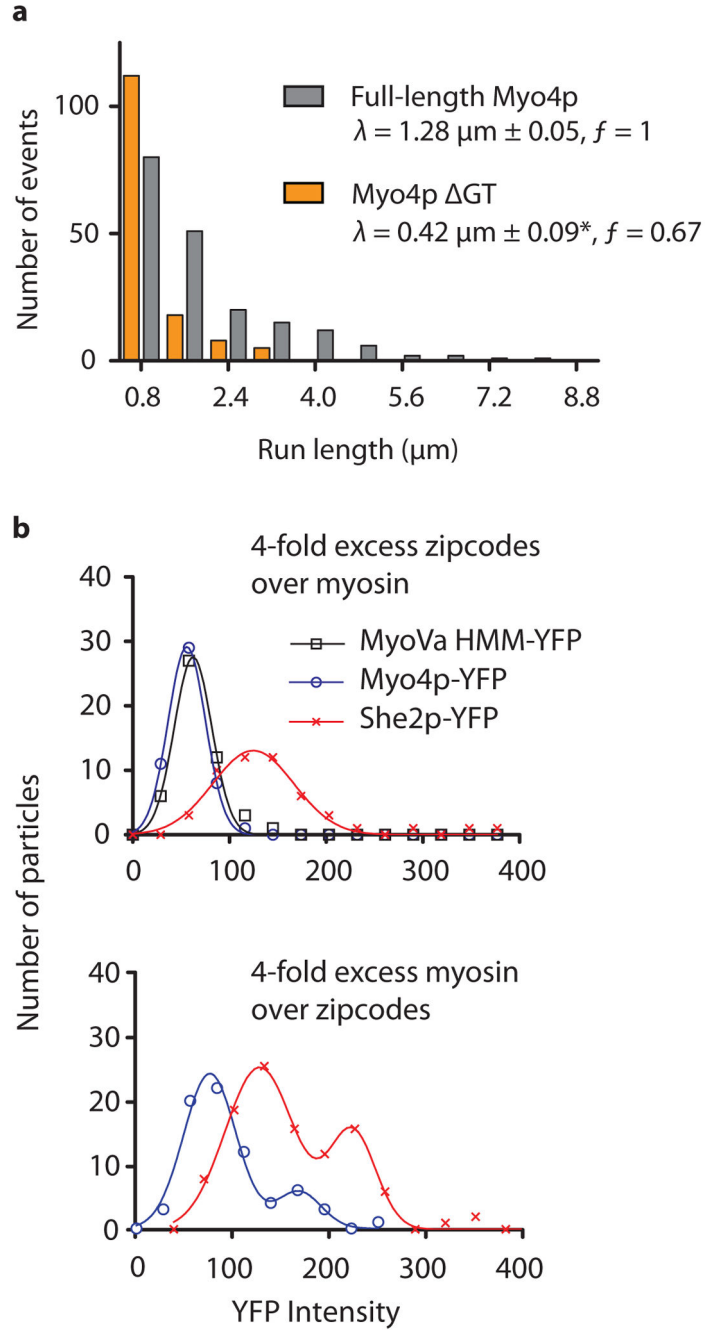 a
Number of events
100
50
0
Full-length Myo4p
λ = 1.28 µm ± 0.05, ƒ = 1
Myo4p ΔGT
λ = 0.42 µm ± 0.09*, ƒ = 0.67
0.8 2.4 4.0 5.6 7.2 8.8
Run length (µm)
b
Number of particles
4-fold excess zipcodes
over myosin
40
30
20
10
0
MyoVa HMM-YFP
Myo4p-YFP
She2p-YFP
0 100 200 300 400
4-fold excess myosin
over zipcodes
40
30
20
10
0
0 100 200 300 400
YFP Intensity